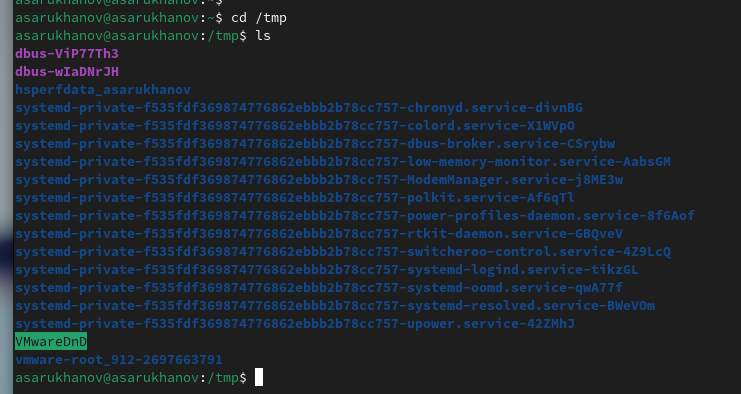 asarukhanov@asarukhanov:~$
asarukhanov@asarukhanov:~$ cd /tmp
asarukhanov@asarukhanov:/tmp$ ls
dbus-ViP77Th3
dbus-wIaDNrJH
hsperfdata_asarukhanov
systemd-private-f535fdf369874776862ebbb2b78cc757-chronyd.service-divnBG
systemd-private-f535fdf369874776862ebbb2b78cc757-colord.service-X1WVpO
systemd-private-f535fdf369874776862ebbb2b78cc757-dbus-broker.service-CSrybw
systemd-private-f535fdf369874776862ebbb2b78cc757-low-memory-monitor.service-AabsGM
systemd-private-f535fdf369874776862ebbb2b78cc757-ModemManager.service-j8ME3w
systemd-private-f535fdf369874776862ebbb2b78cc757-polkit.service-Af6qTl
systemd-private-f535fdf369874776862ebbb2b78cc757-power-profiles-daemon.service-8f6Aof
systemd-private-f535fdf369874776862ebbb2b78cc757-rtkit-daemon.service-GBQveV
systemd-private-f535fdf369874776862ebbb2b78cc757-switcheroo-control.service-4Z9LcQ
systemd-private-f535fdf369874776862ebbb2b78cc757-systemd-logind.service-tikzGL
systemd-private-f535fdf369874776862ebbb2b78cc757-systemd-oomd.service-qwA77f
systemd-private-f535fdf369874776862ebbb2b78cc757-systemd-resolved.service-BWeVOm
systemd-private-f535fdf369874776862ebbb2b78cc757-upower.service-42ZMhJ
VMwareDnD
vmware-root_912-2697663791
asarukhanov@asarukhanov:/tmp$